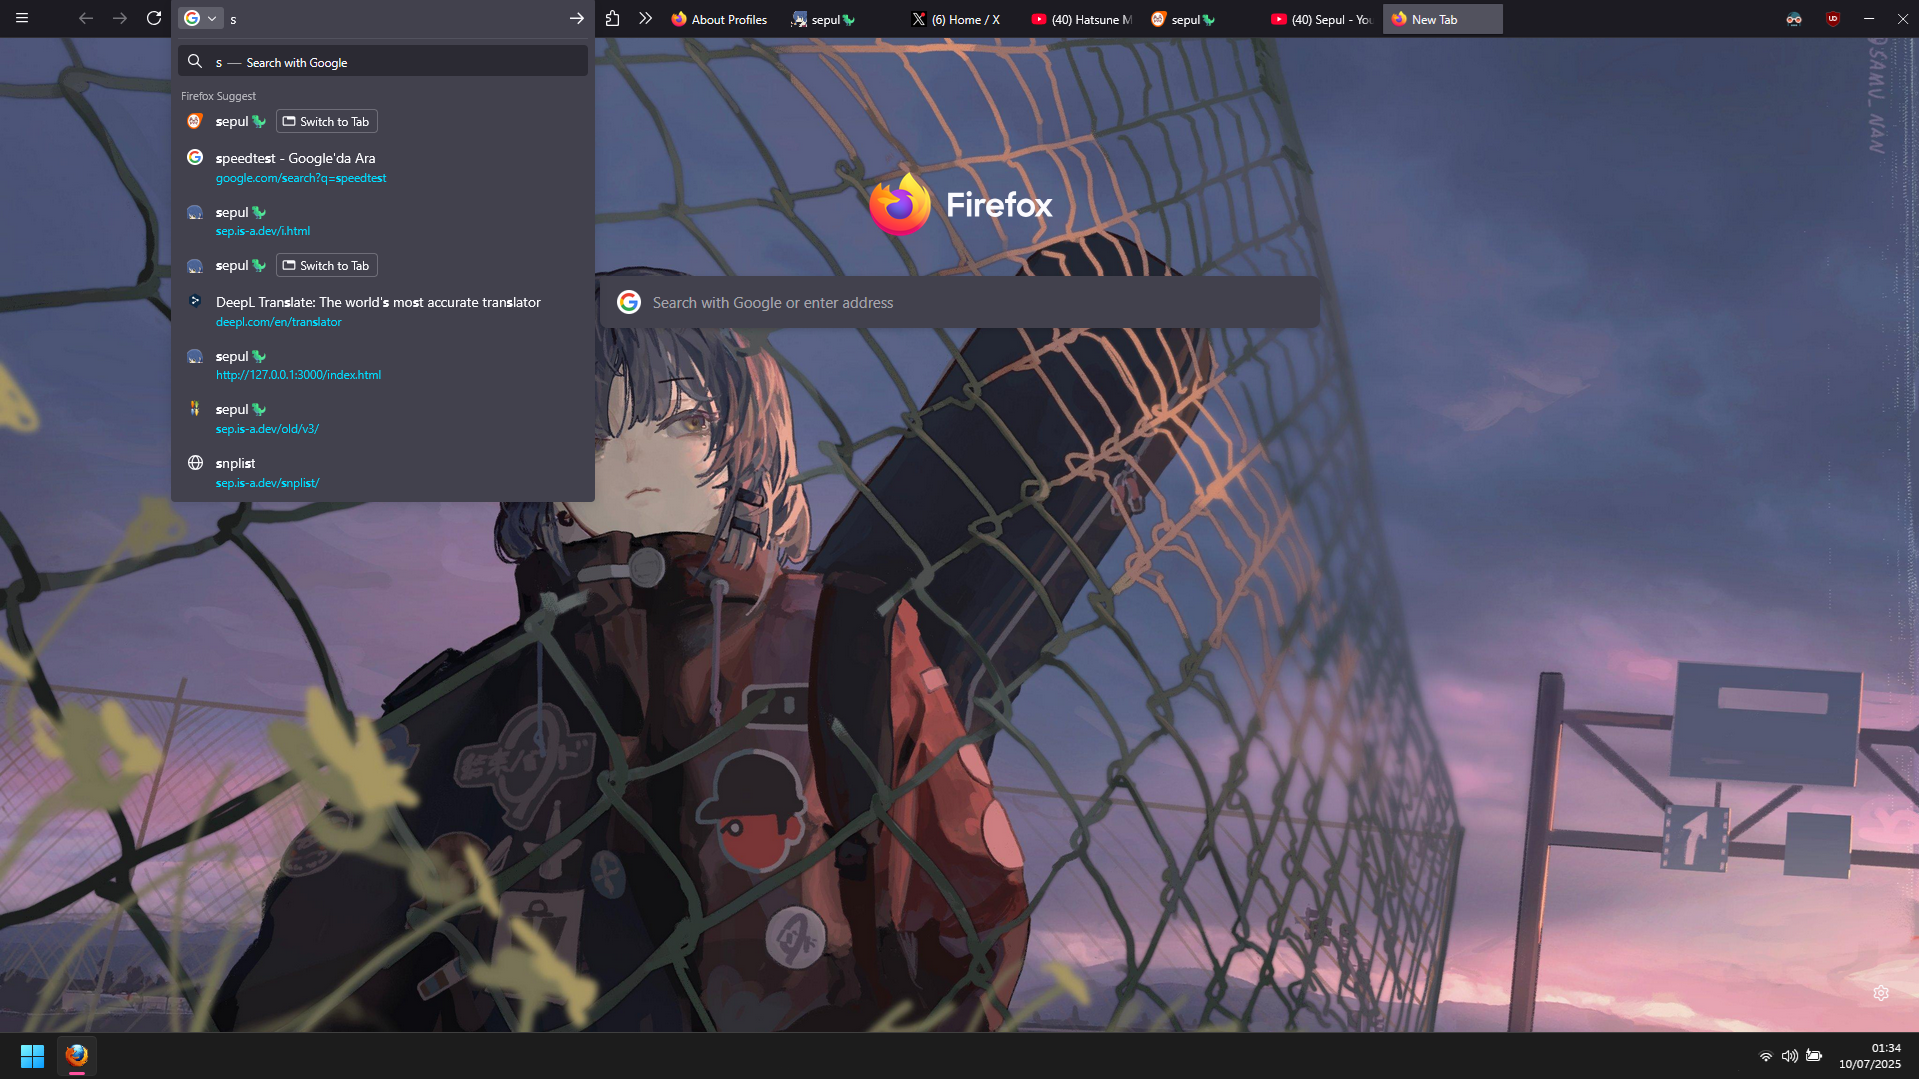 s
About Profiles
sepul🦖
(6) Home / X
(40) Hatsune M
sepul🦖
(40) Sepul - You
New Tab
s — Search with Google
Firefox Suggest
sepul🦖 Switch to Tab
speedtest - Google'da Ara
google.com/search?q=speedtest
sepul🦖
sep.is-a.dev/i.html
sepul🦖 Switch to Tab
DeepL Translate: The world's most accurate translator
deepl.com/en/translator
sepul🦖
http://127.0.0.1:3000/index.html
sepul🦖
sep.is-a.dev/old/v3/
snplist
sep.is-a.dev/snplist/
Firefox
Search with Google or enter address
01:34
10/07/2025